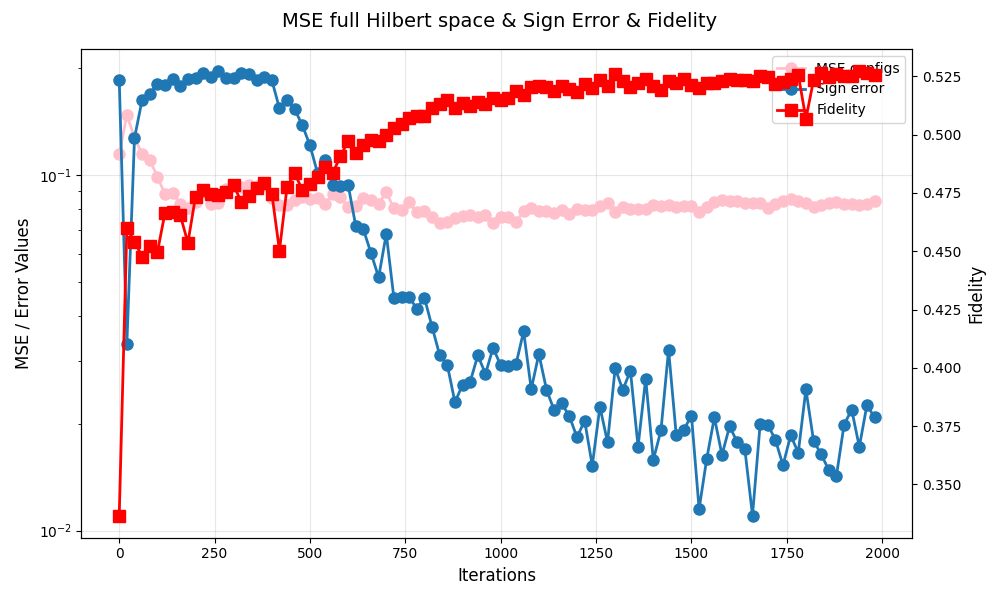 MSE full Hilbert space & Sign Error & Fidelity
MSE configs
Sign error
Fidelity
MSE / Error Values
10⁻¹
10⁻²
0.525
0.500
0.475
0.450
0.425
0.400
0.375
0.350
Fidelity
0 250 500 750 1000 1250 1500 1750 2000
Iterations